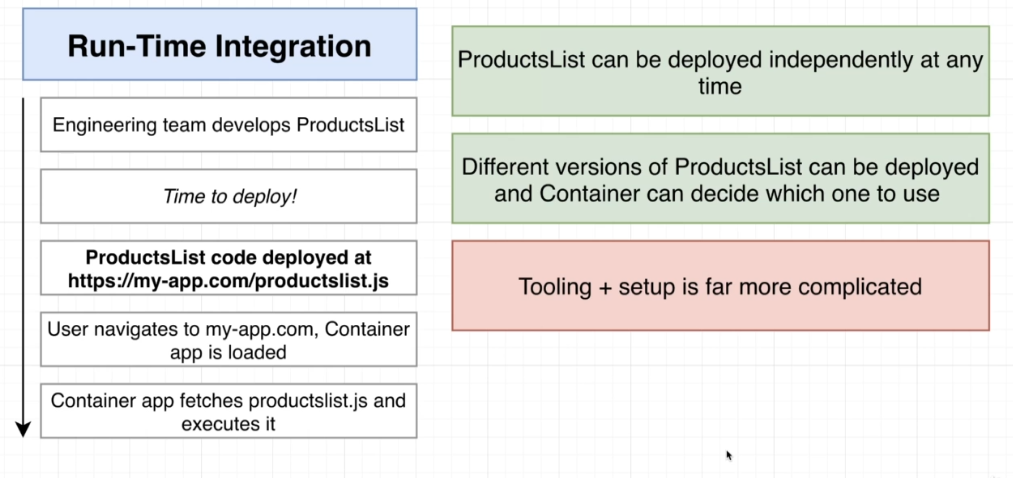 Run-Time Integration
Engineering team develops ProductsList
Time to deploy!
ProductsList code deployed at
https://my-app.com/productslist.js
User navigates to my-app.com, Container
app is loaded
Container app fetches productslist.js and
executes it
ProductsList can be deployed independently at any
time
Different versions of ProductsList can be deployed
and Container can decide which one to use
Tooling + setup is far more complicated